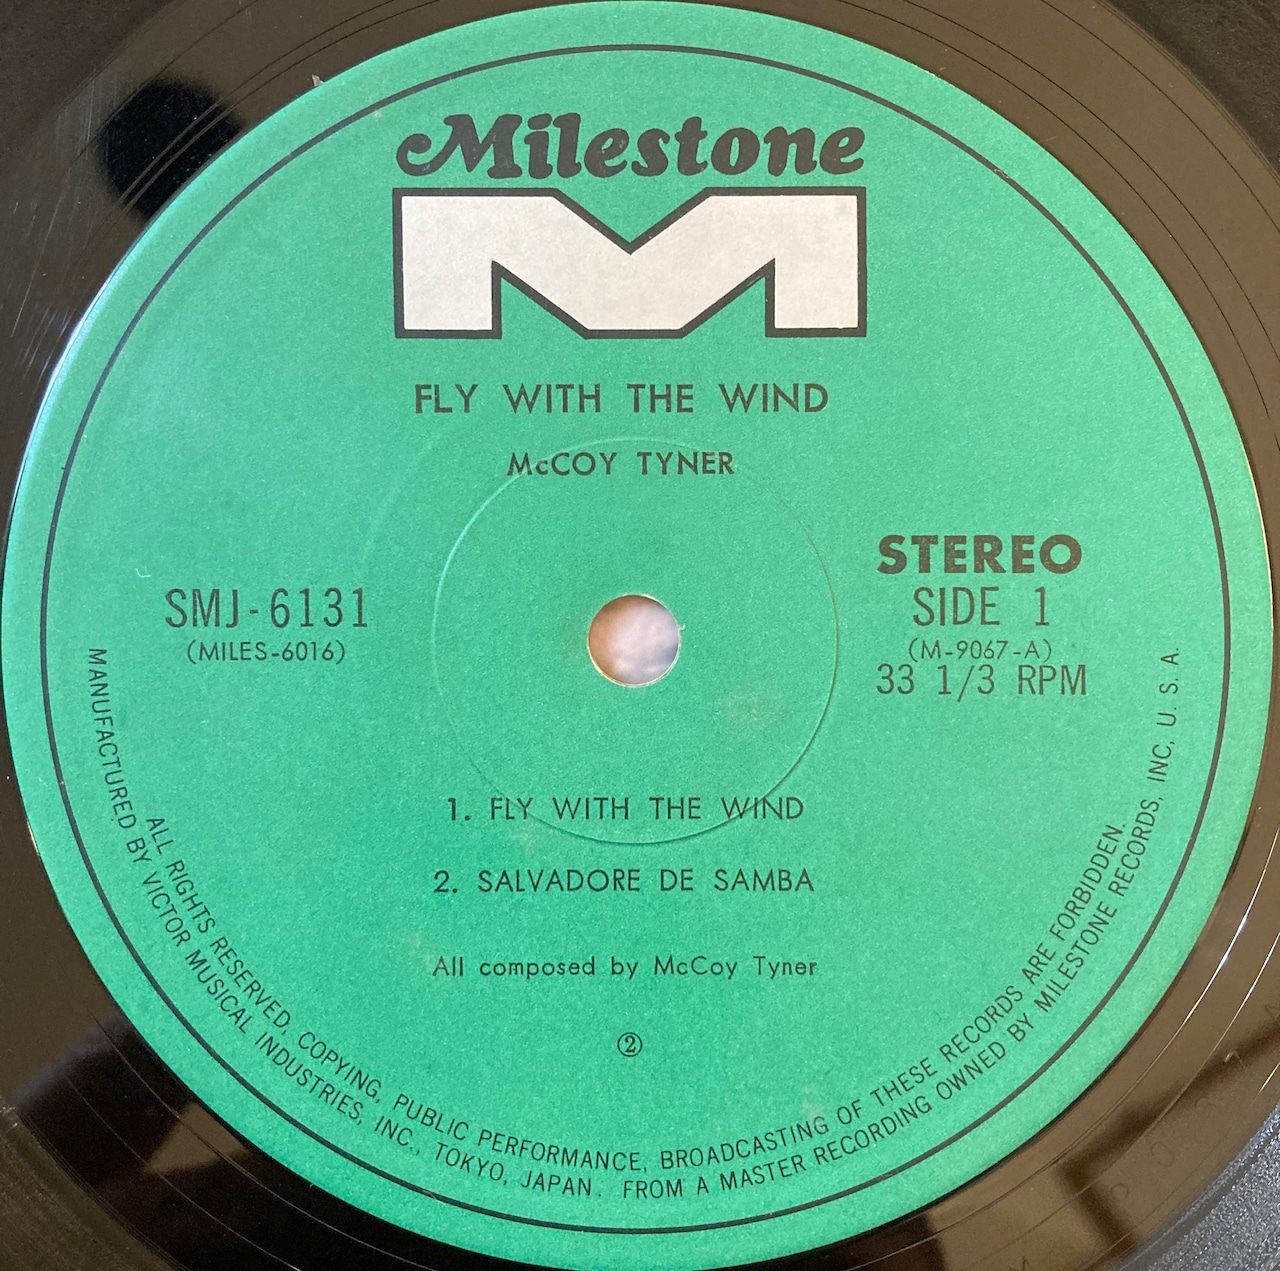 Milestone
M
FLY WITH THE WIND
McCOY TYNER
STEREO
SMJ-6131
SIDE 1
(MILES-6016)
(M-9067-A)
33 1/3 RPM
1. FLY WITH THE WIND
2. SALVADORE DE SAMBA
All composed by McCoy Tyner
②
ALL RIGHTS RESERVED, COPYING, PUBLIC PERFORMANCE, BROADCASTING OF THESE RECORDS ARE FORBIDDEN.
MANUFACTURED BY VICTOR MUSICAL INDUSTRIES, INC., TOKYO, JAPAN. FROM A MASTER RECORDING OWNED BY MILESTONE RECORDS, INC, U. S. A.